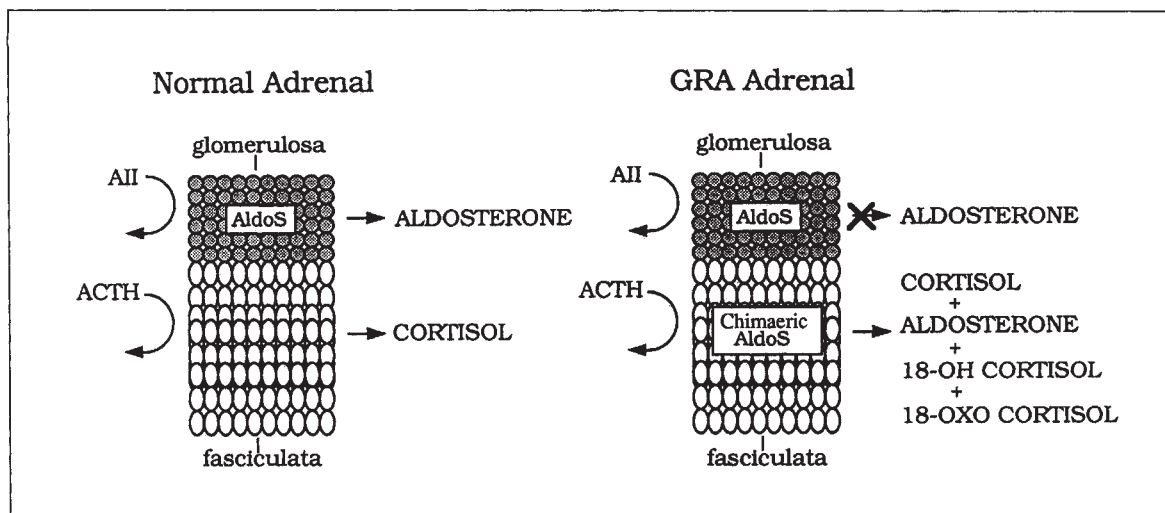 Normal Adrenal
glomerulosa
AII
AldoS
ALDOSTERONE
ACTH
CORTISOL
fasciculata
GRA Adrenal
glomerulosa
AII
AldoS
ALDOSTERONE
ACTH
Chimaeric
AldoS
CORTISOL
+
ALDOSTERONE
+
18-OH CORTISOL
+
18-OXO CORTISOL
fasciculata